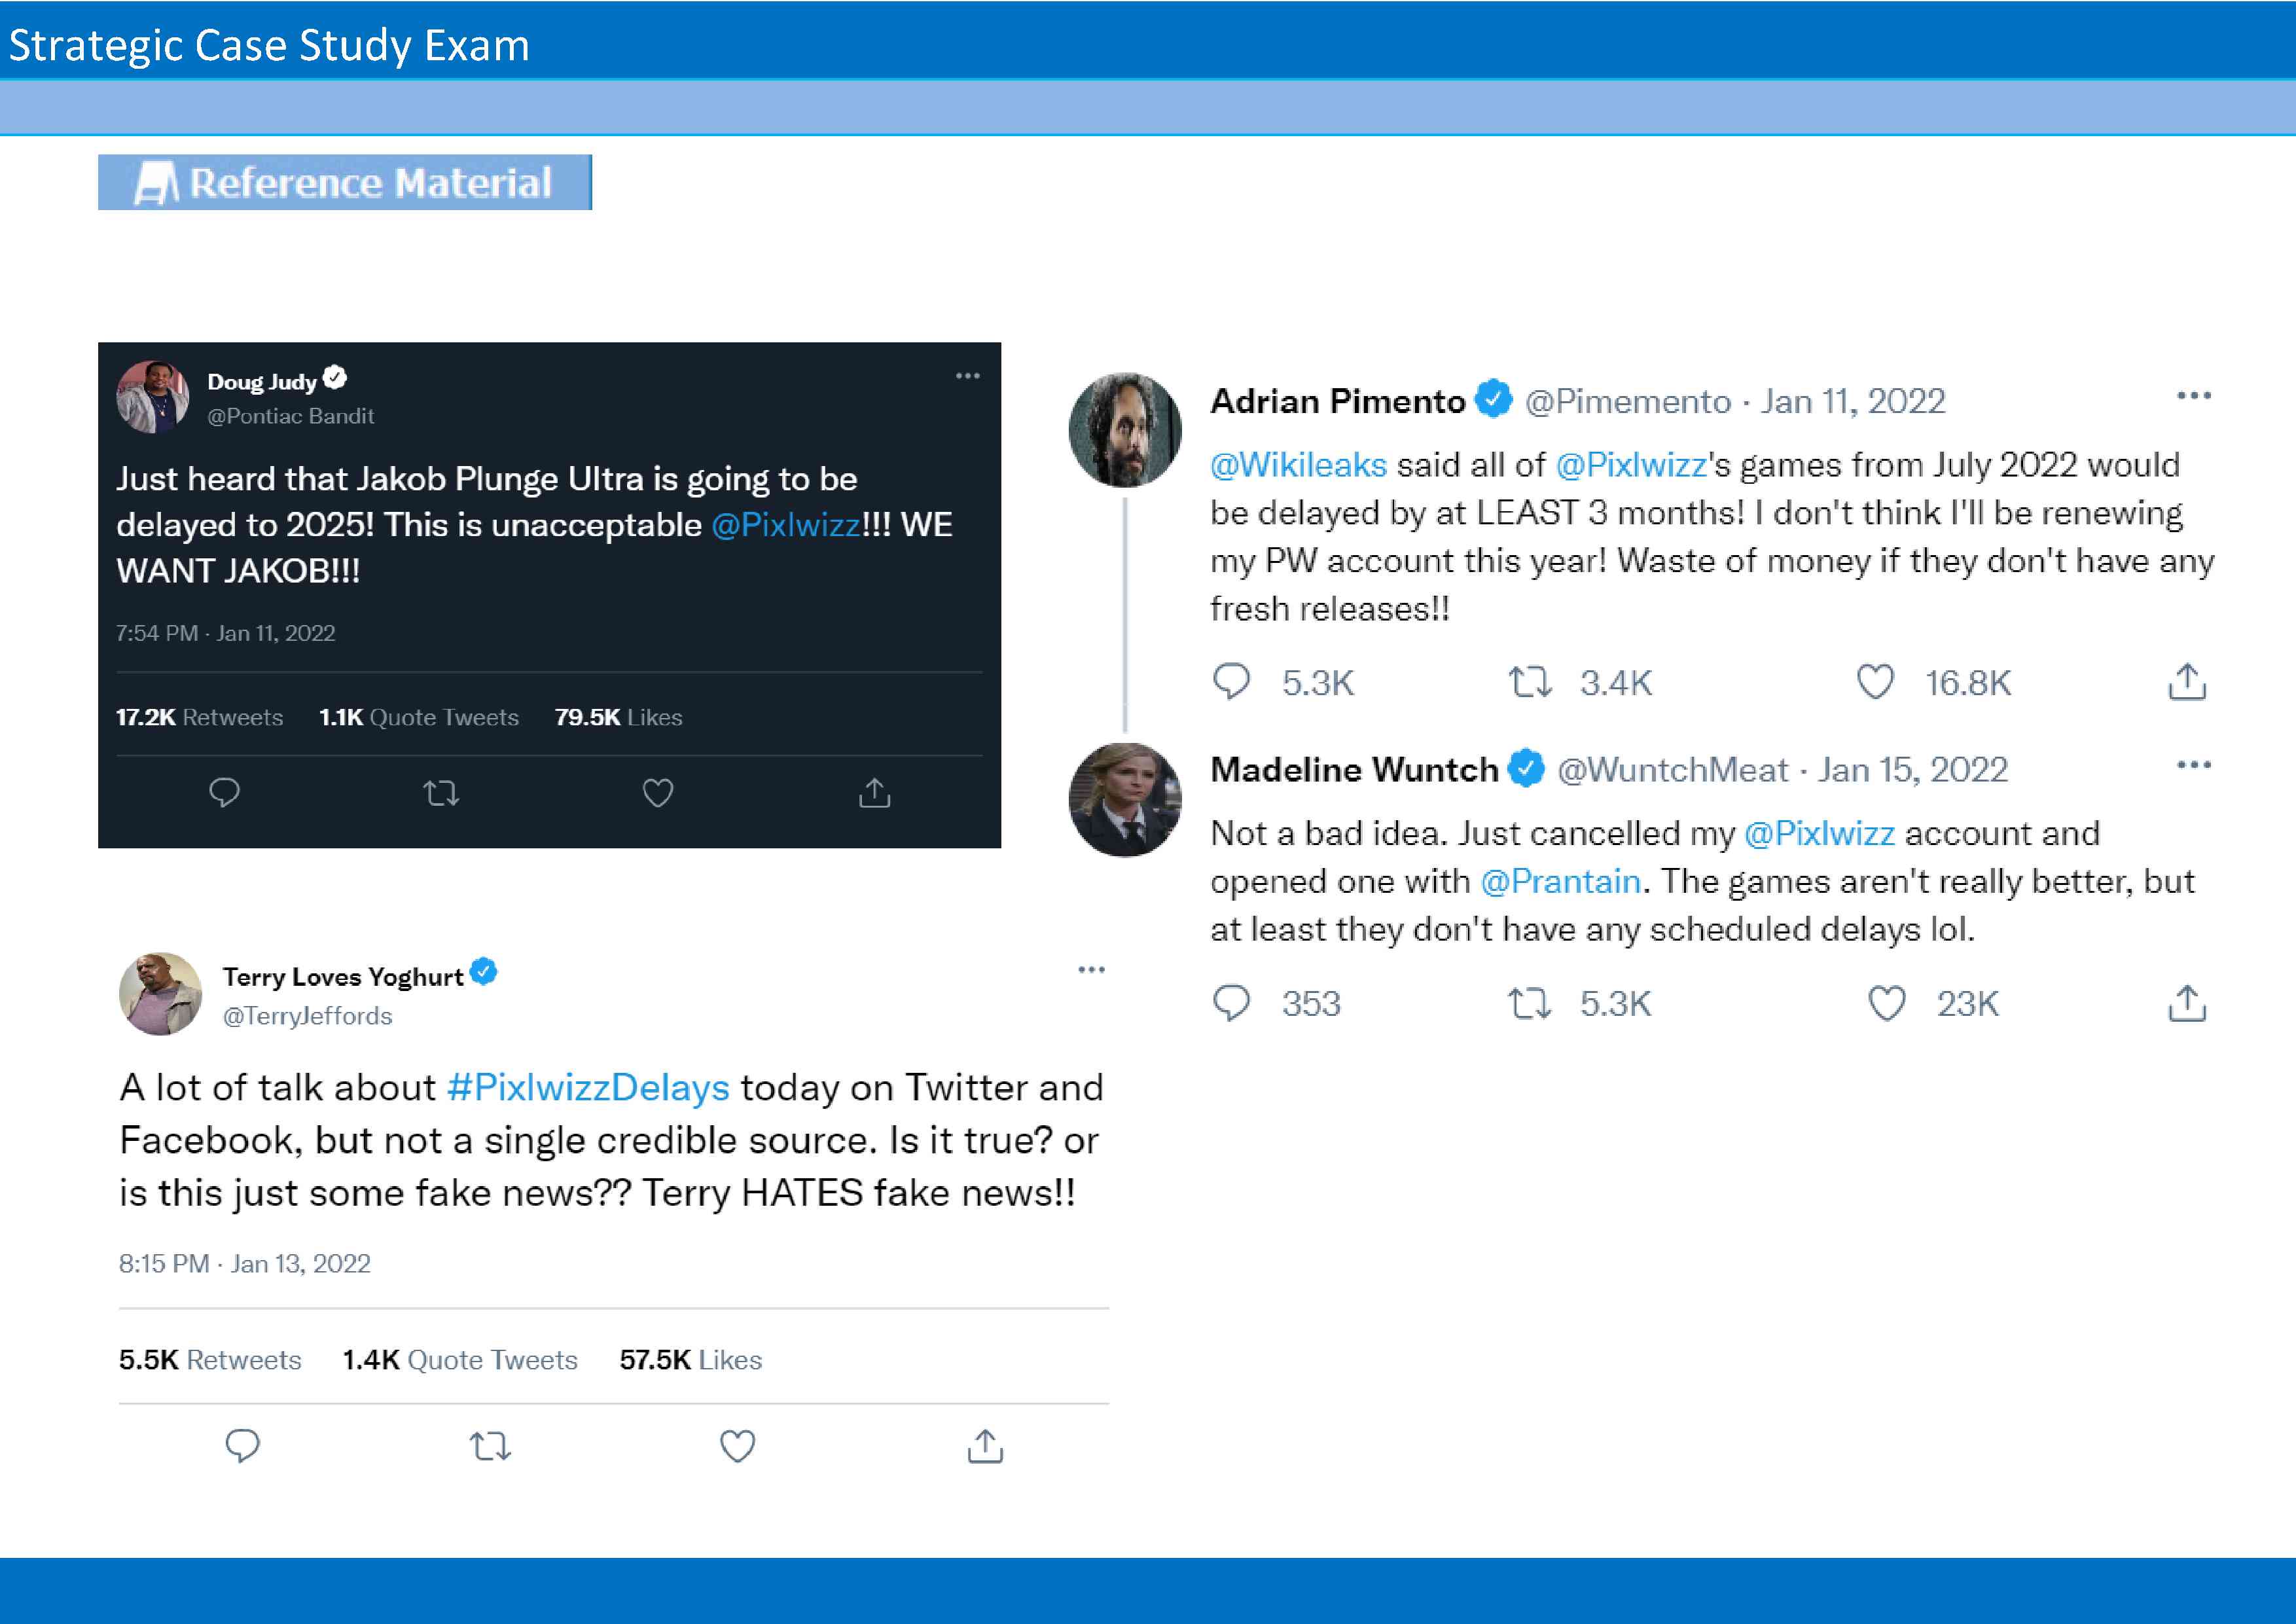 Strategic Case Study Exam
Reference Material
Doug Judy
@Pontiac Bandit
Just heard that Jakob Plunge Ultra is going to be
delayed to 2025! This is unacceptable @Pixlwizz!!! WE
WANT JAKOB!!!
7:54 PM · Jan 11, 2022
17.2K Retweets 1.1K Quote Tweets 79.5K Likes
Adrian Pimento @Pimemento · Jan 11, 2022
@Wikileaks said all of @Pixlwizz's games from July 2022 would
be delayed by at LEAST 3 months! I don't think I'll be renewing
my PW account this year! Waste of money if they don't have any
fresh releases!!
5.3K 3.4K 16.8K
Madeline Wuntch @WuntchMeat · Jan 15, 2022
Not a bad idea. Just cancelled my @Pixlwizz account and
opened one with @Prantain. The games aren't really better, but
at least they don't have any scheduled delays lol.
353 5.3K 23K
Terry Loves Yoghurt
@TerryJeffords
A lot of talk about #PixlwizzDelays today on Twitter and
Facebook, but not a single credible source. Is it true? or
is this just some fake news?? Terry HATES fake news!!
8:15 PM · Jan 13, 2022
5.5K Retweets 1.4K Quote Tweets 57.5K Likes